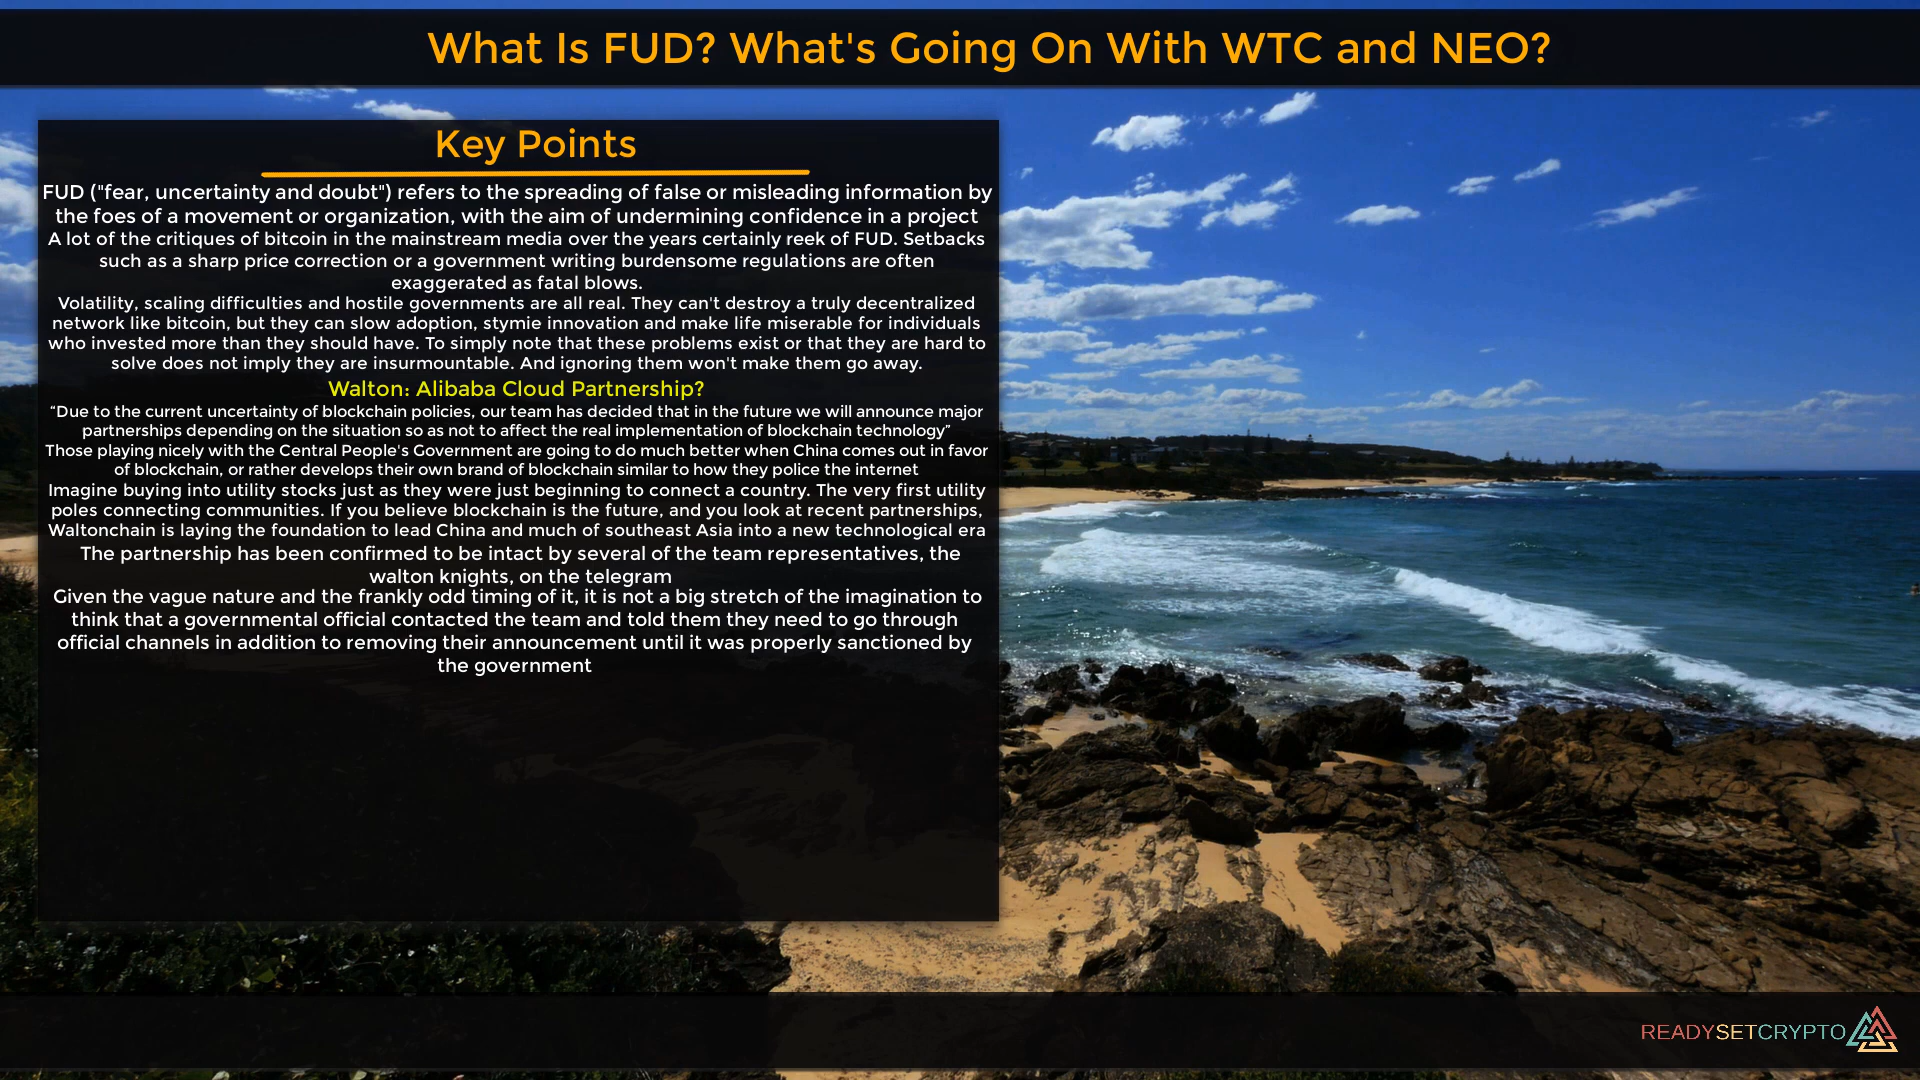 What Is FUD? What's Going On With WTC and NEO?
Key Points
FUD ("fear, uncertainty and doubt") refers to the spreading of false or misleading information by
the foes of a movement or organization, with the aim of undermining confidence in a project
A lot of the critiques of bitcoin in the mainstream media over the years certainly reek of FUD. Setbacks
such as a sharp price correction or a government writing burdensome regulations are often
exaggerated as fatal blows.
Volatility, scaling difficulties and hostile governments are all real. They can't destroy a truly decentralized
network like bitcoin, but they can slow adoption, stymie innovation and make life miserable for individuals
who invested more than they should have. To simply note that these problems exist or that they are hard to
solve does not imply they are insurmountable. And ignoring them won't make them go away.
Walton: Alibaba Cloud Partnership?
“Due to the current uncertainty of blockchain policies, our team has decided that in the future we will announce major
partnerships depending on the situation so as not to affect the real implementation of blockchain technology”
Those playing nicely with the Central People's Government are going to do much better when China comes out in favor
of blockchain, or rather develops their own brand of blockchain similar to how they police the internet
Imagine buying into utility stocks just as they were just beginning to connect a country. The very first utility
poles connecting communities. If you believe blockchain is the future, and you look at recent partnerships,
Waltonchain is laying the foundation to lead China and much of southeast Asia into a new technological era
The partnership has been confirmed to be intact by several of the team representatives, the
walton knights, on the telegram
Given the vague nature and the frankly odd timing of it, it is not a big stretch of the imagination to
think that a governmental official contacted the team and told them they need to go through
official channels in addition to removing their announcement until it was properly sanctioned by
the government
READYSETCRYPTO